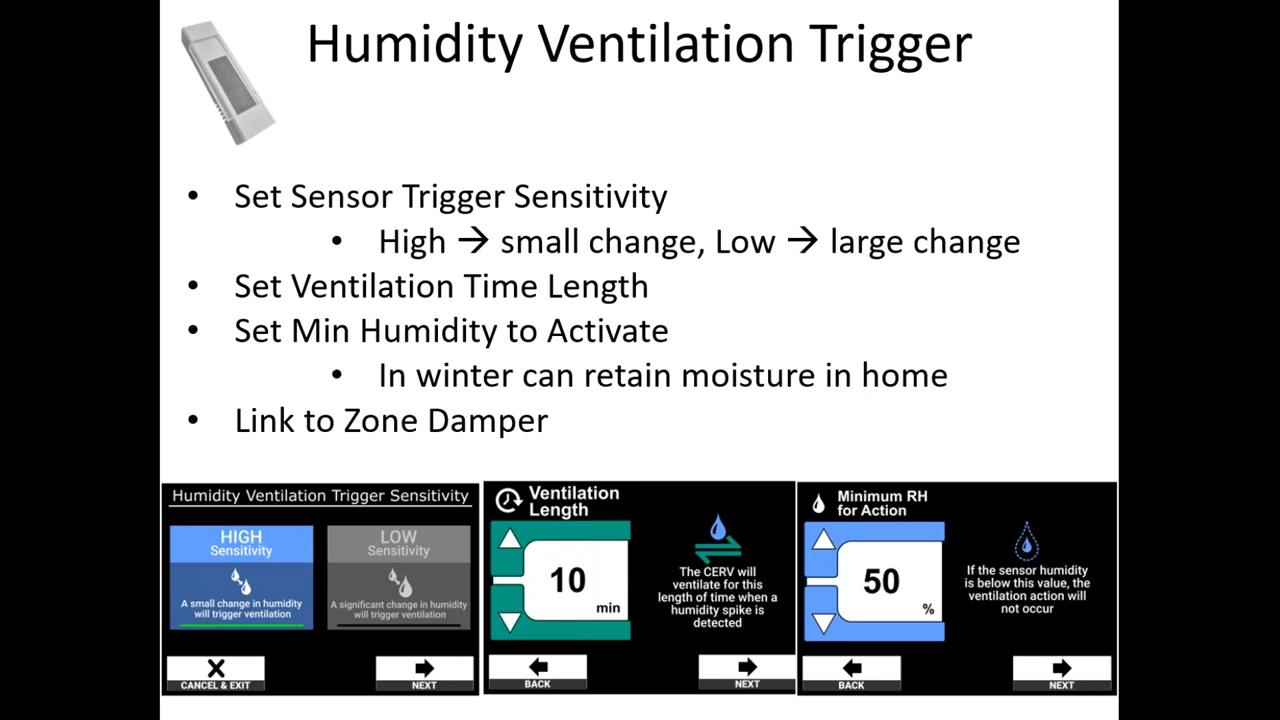 Humidity Ventilation Trigger
• Set Sensor Trigger Sensitivity
• High → small change, Low → large change
• Set Ventilation Time Length
• Set Min Humidity to Activate
• In winter can retain moisture in home
• Link to Zone Damper
Humidity Ventilation Trigger Sensitivity
HIGH
Sensitivity
A small change in humidity
will trigger ventilation
LOW
Sensitivity
A significant change in humidity
will trigger ventilation
CANCEL & EXIT
NEXT
Ventilation
Length
10
min
The CERV will
ventilate for this
length of time when a
humidity spike is
detected
BACK
NEXT
Minimum RH
for Action
50
%
If the sensor humidity
is below this value, the
ventilation action will
not occur
BACK
NEXT